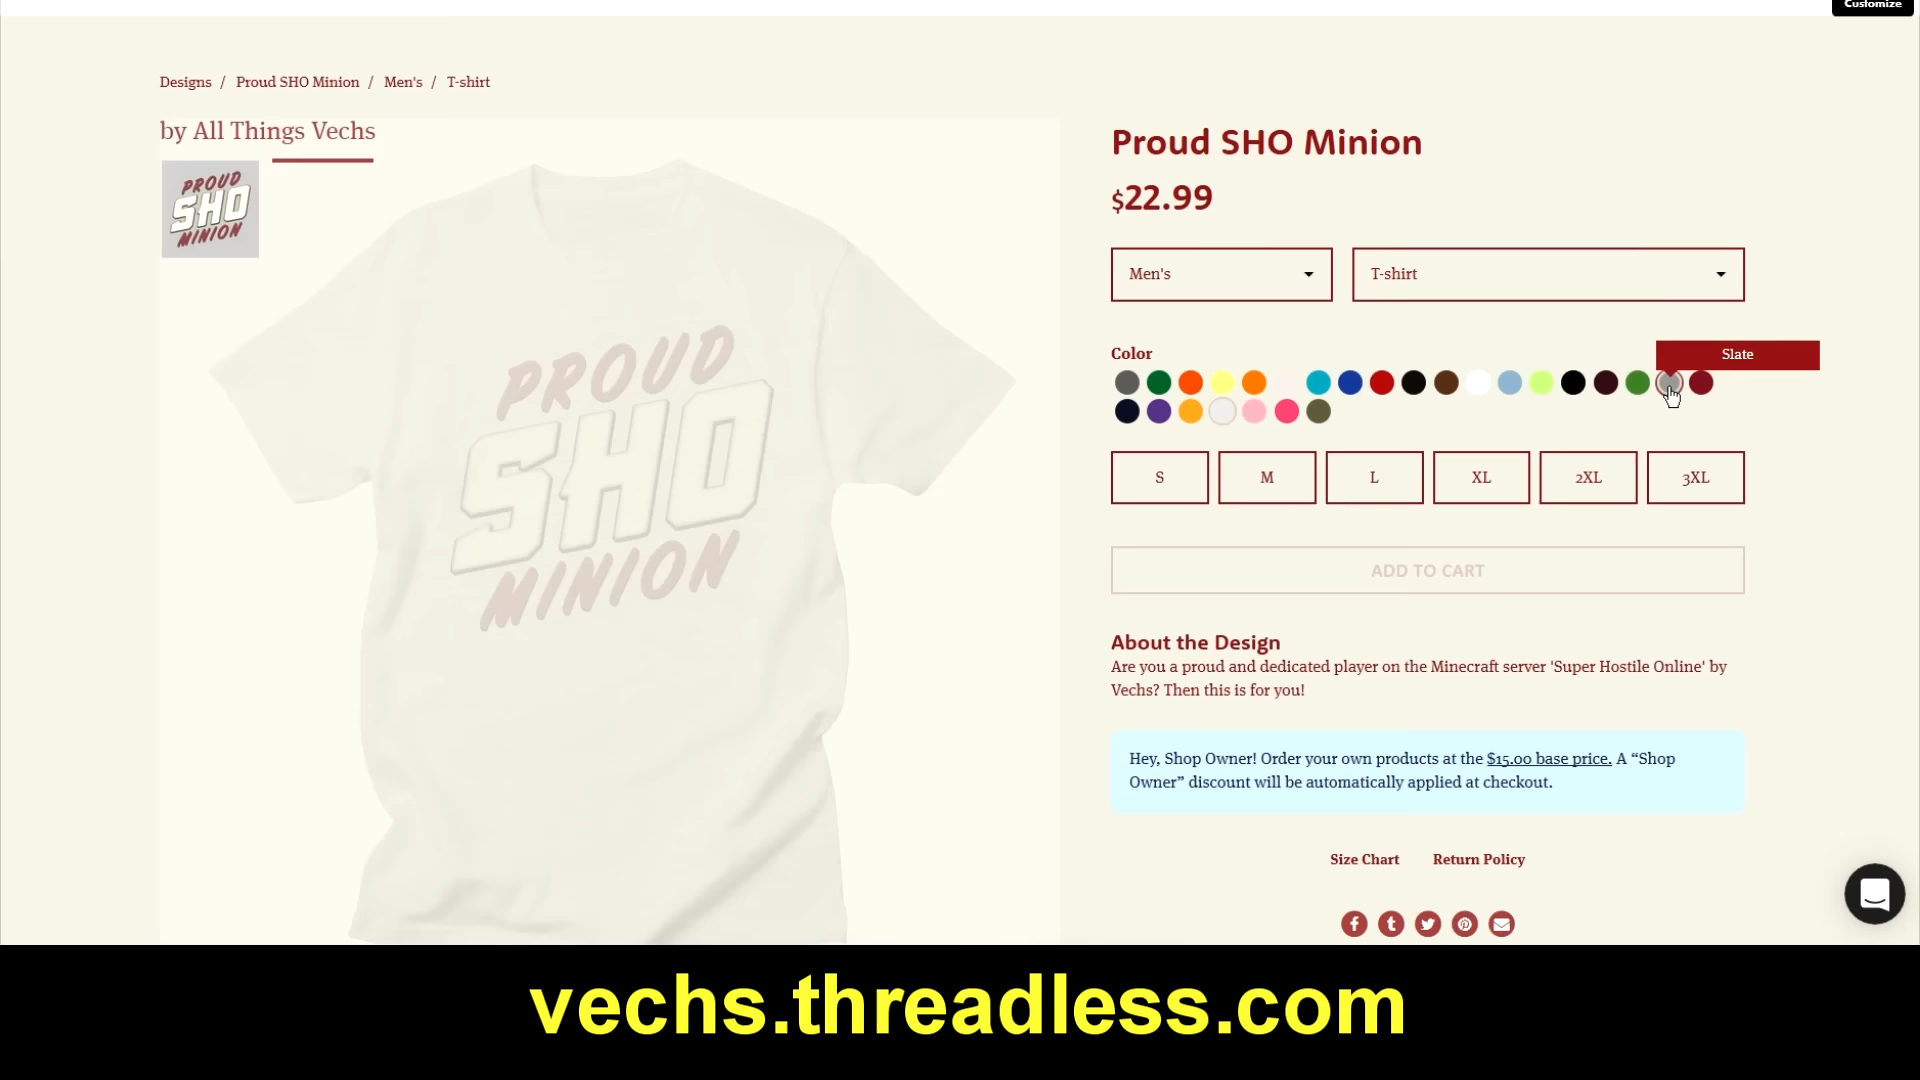 Customize
Designs / Proud SHO Minion / Men's / T-shirt
by All Things Vechs
PROUD
SHO
MINION
PROUD
SHO
MINION
Proud SHO Minion
$22.99
Men's
T-shirt
Color
Slate
S M L XL 2XL 3XL
ADD TO CART
About the Design
Are you a proud and dedicated player on the Minecraft server 'Super Hostile Online' by
Vechs? Then this is for you!
Hey, Shop Owner! Order your own products at the $15.00 base price. A “Shop
Owner” discount will be automatically applied at checkout.
Size Chart Return Policy
vechs.threadless.com